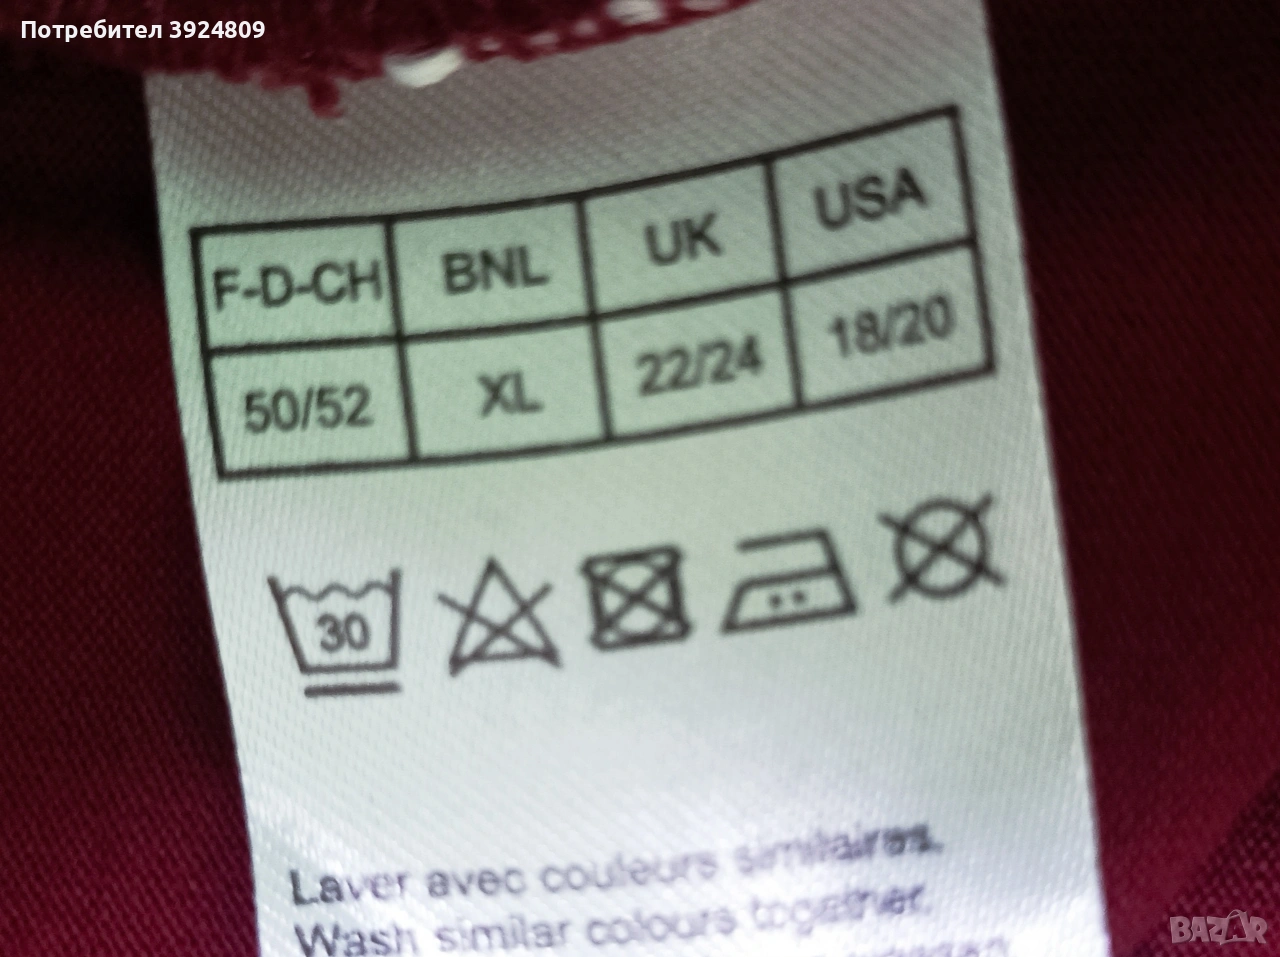 Потребител 3924809
F-D-CH BNL UK USA
50/52 XL 22/24 18/20
30
Laver avec couleurs similaires.
Wash similar colours together.
BAZAR